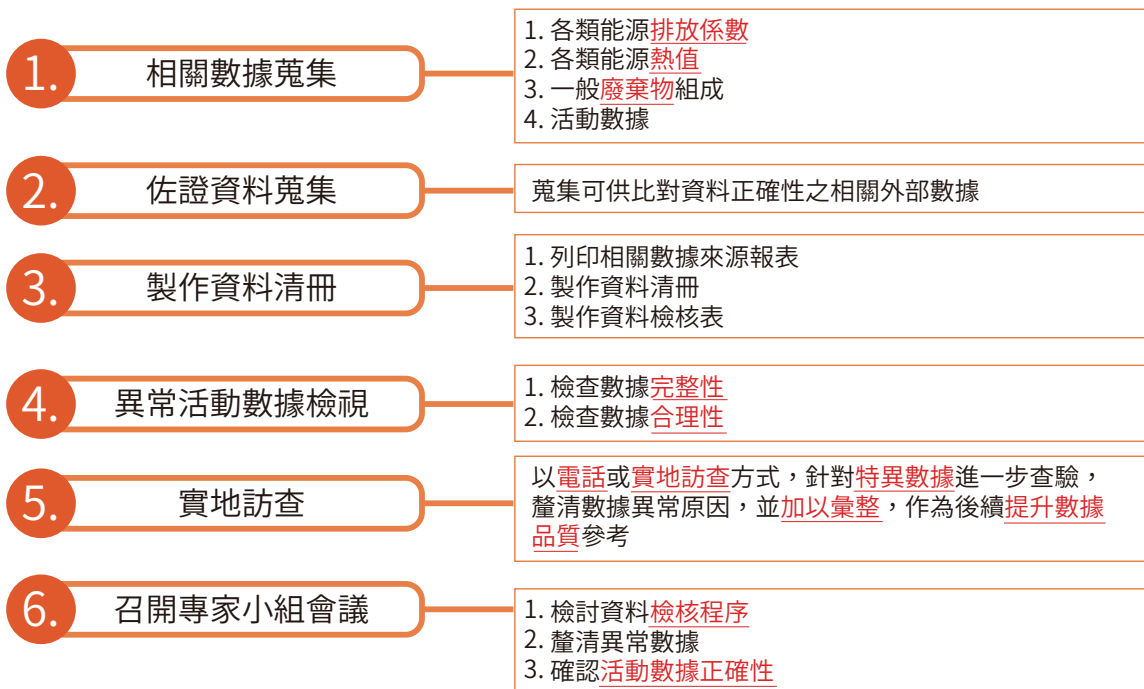 1.
相關數據蒐集
1. 各類能源排放係數
2. 各類能源熱值
3. 一般廢棄物組成
4. 活動數據
2.
佐證資料蒐集
蒐集可供比對資料正確性之相關外部數據
3.
製作資料清冊
1. 列印相關數據來源報表
2. 製作資料清冊
3. 製作資料檢核表
4.
異常活動數據檢視
1. 檢查數據完整性
2. 檢查數據合理性
5.
實地訪查
以電話或實地訪查方式，針對特異數據進一步查驗，
釐清數據異常原因，並加以彙整，作為後續提升數據
品質參考
6.
召開專家小組會議
1. 檢討資料檢核程序
2. 釐清異常數據
3. 確認活動數據正確性